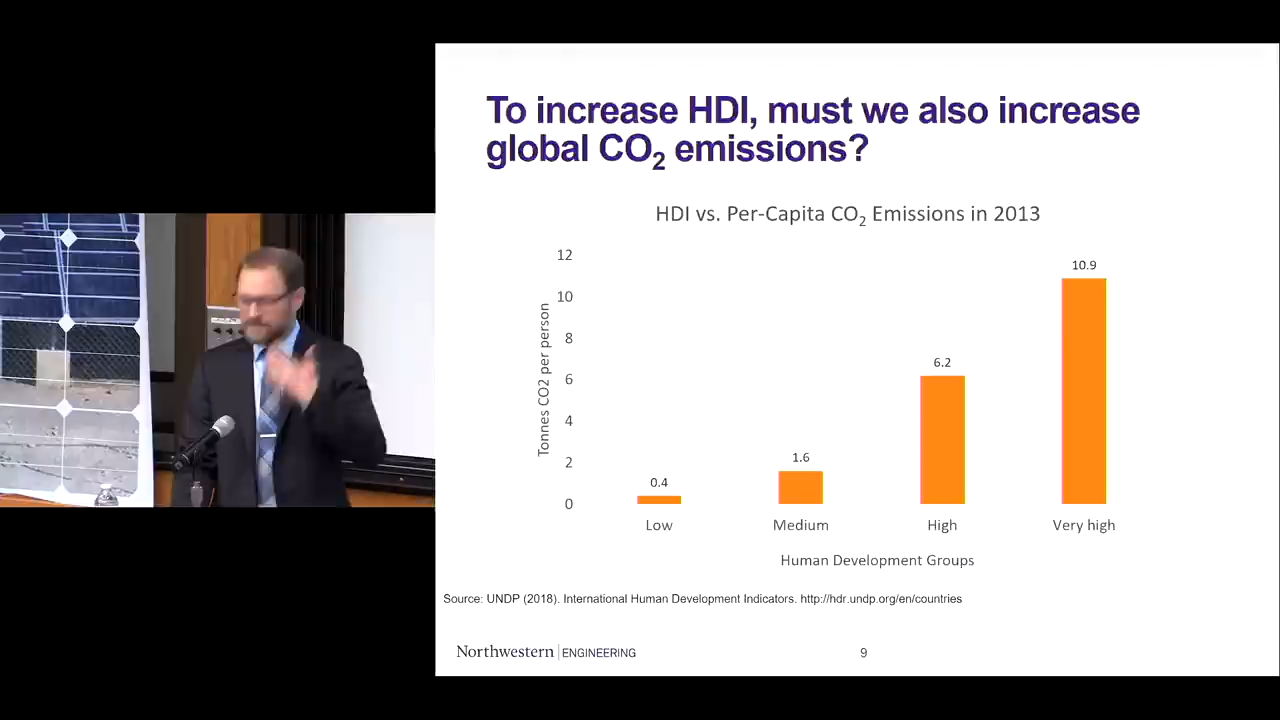 To increase HDI, must we also increase
global CO₂ emissions?
HDI vs. Per-Capita CO₂ Emissions in 2013
Tonnes CO2 per person
12
10
8
6
4
2
0
0.4
1.6
6.2
10.9
Low Medium High Very high
Human Development Groups
Source: UNDP (2018). International Human Development Indicators. http://hdr.undp.org/en/countries
Northwestern | ENGINEERING
9